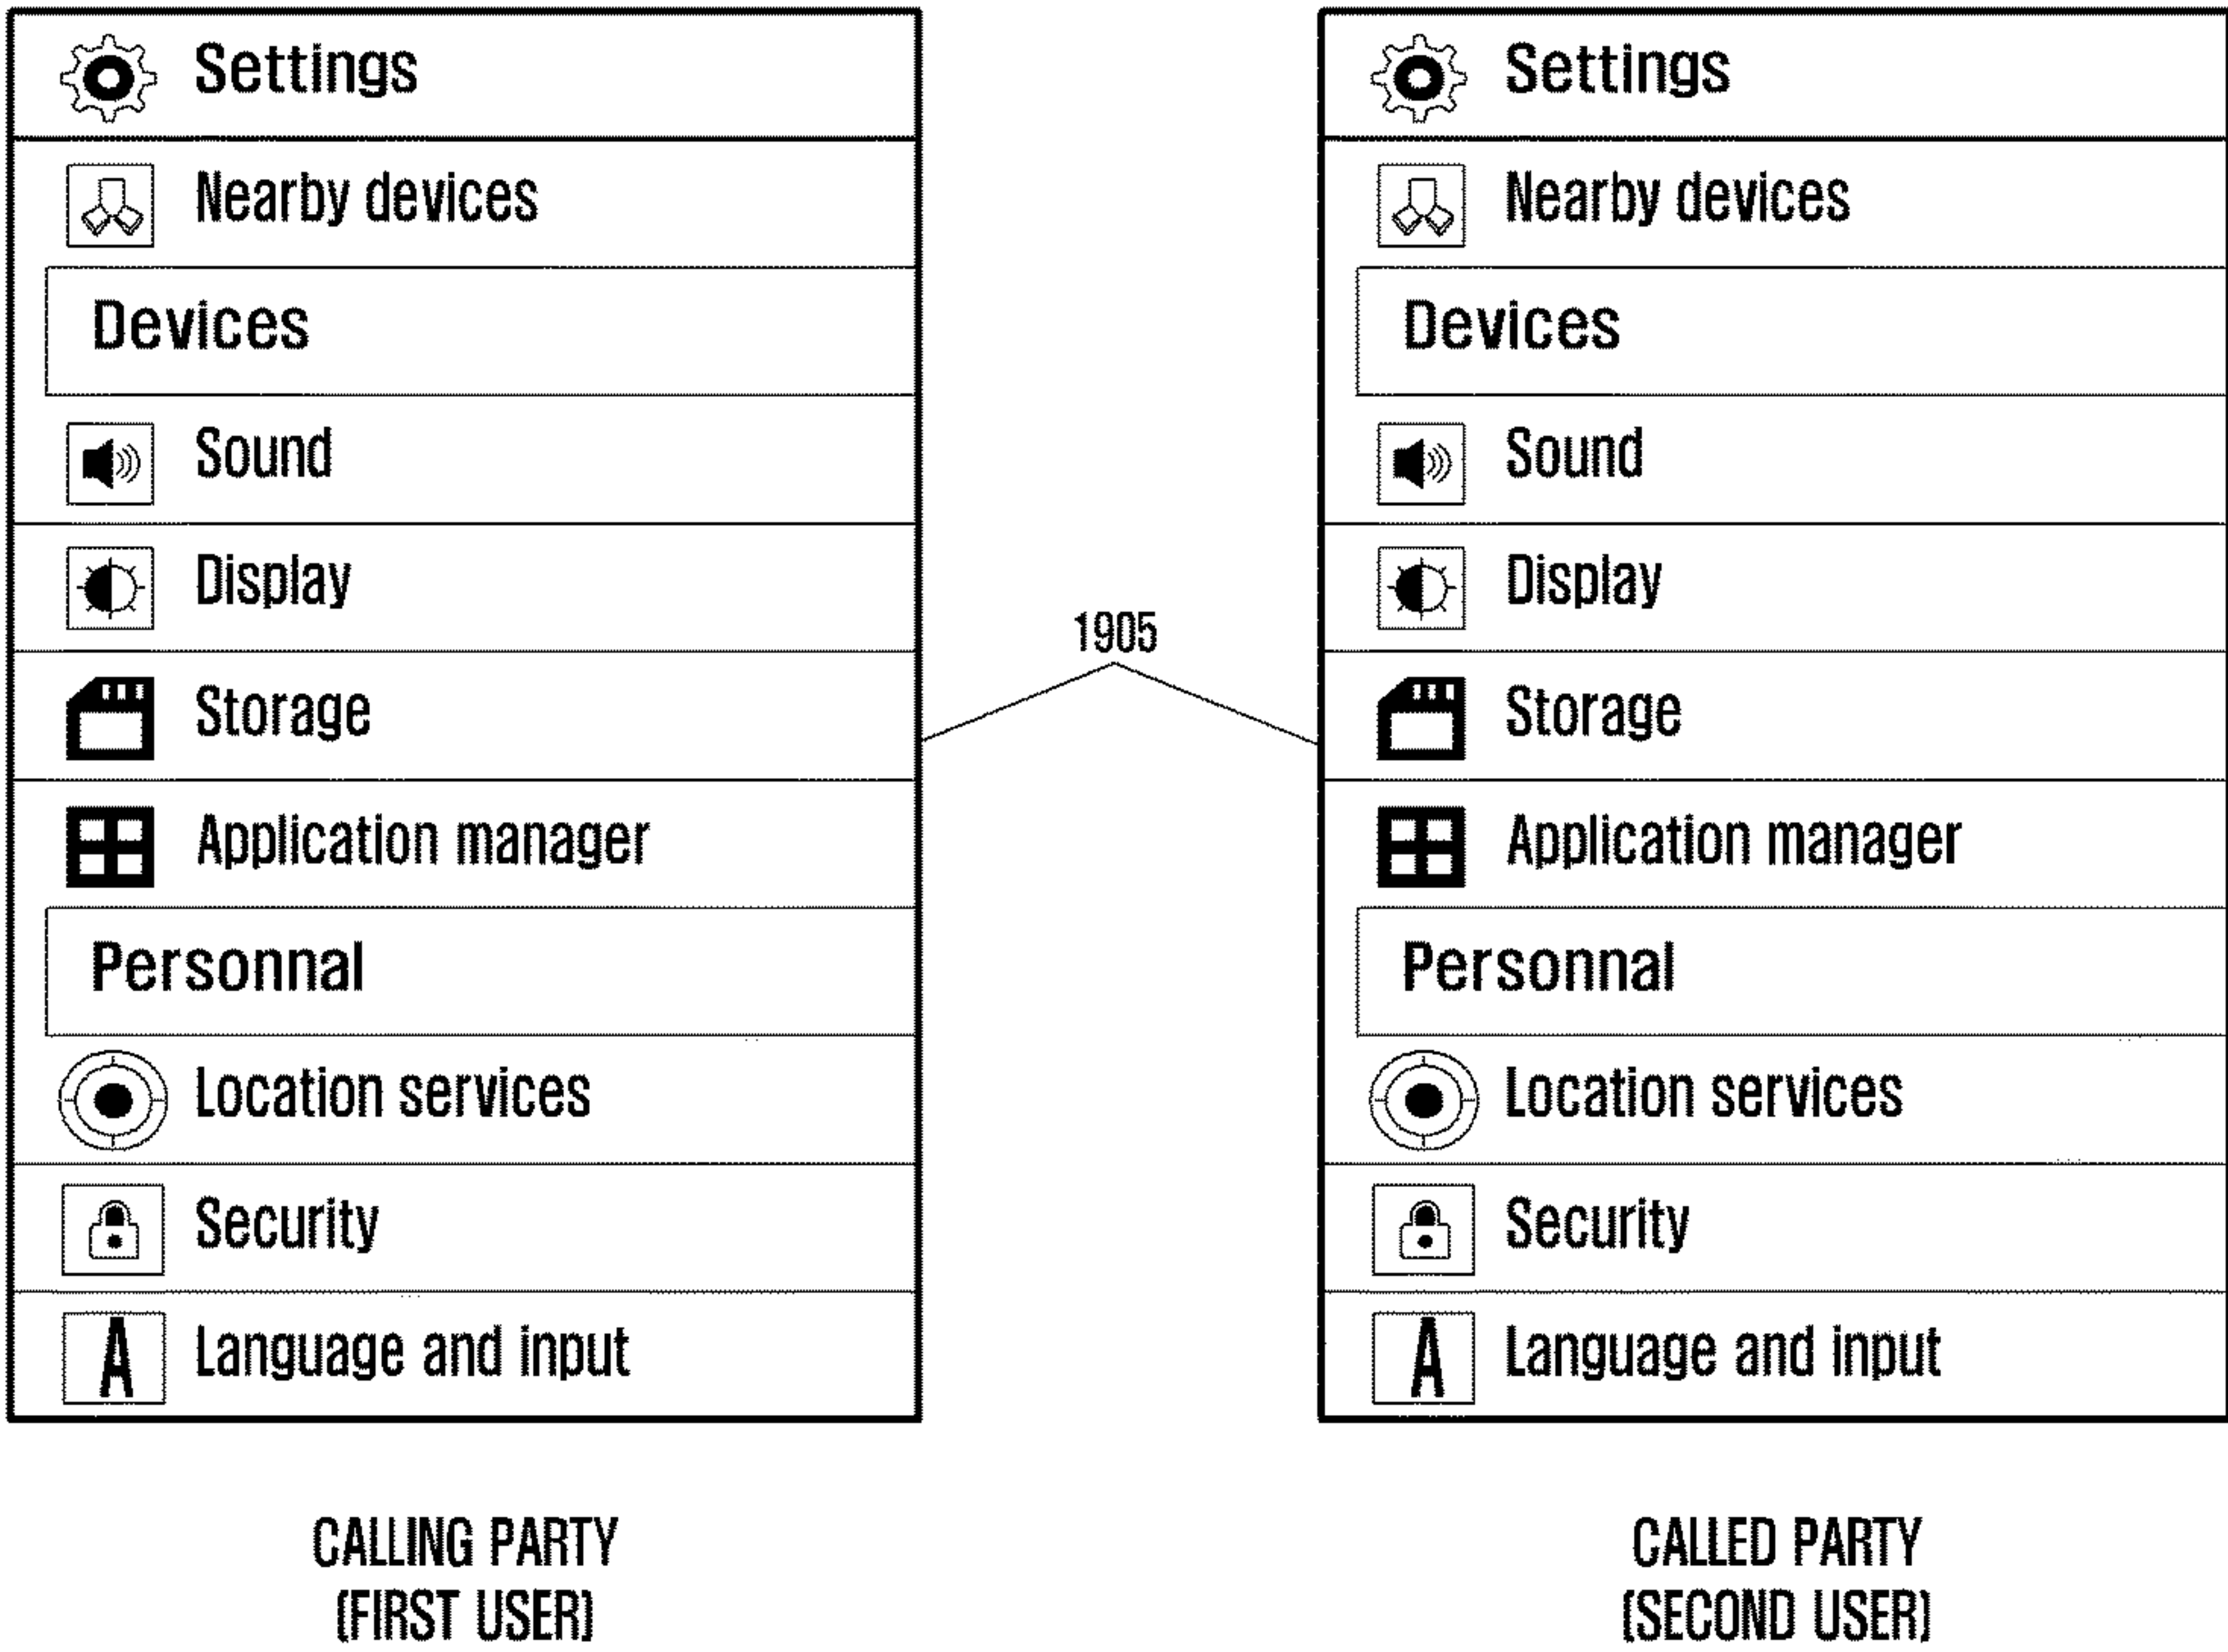 Settings
Nearby devices
Devices
Sound
Display
Storage
Application manager
Personnal
Location services
Security
A Language and input
CALLING PARTY
(FIRST USER)
1905
Settings
Nearby devices
Devices
Sound
Display
Storage
Application manager
Personnal
Location services
Security
A Language and input
CALLED PARTY
(SECOND USER)